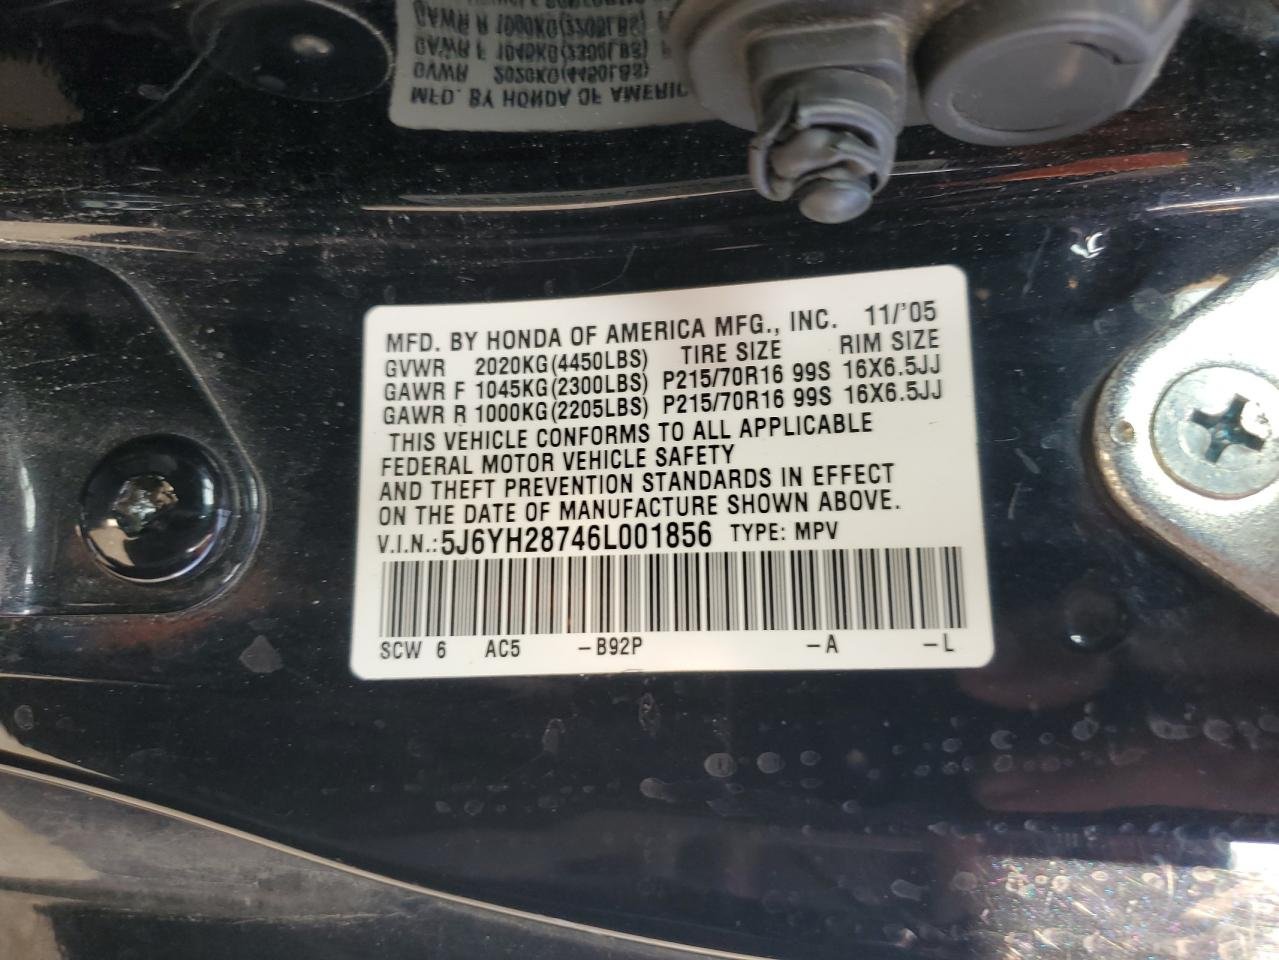 MFD. BY HONDA OF AMERICA MFG., INC. 11/'05
GVWR 2020KG(4450LBS) TIRE SIZE RIM SIZE
GAWR F 1045KG(2300LBS) P215/70R16 99S 16X6.5JJ
GAWR R 1000KG(2205LBS) P215/70R16 99S 16X6.5JJ
THIS VEHICLE CONFORMS TO ALL APPLICABLE
FEDERAL MOTOR VEHICLE SAFETY
AND THEFT PREVENTION STANDARDS IN EFFECT
ON THE DATE OF MANUFACTURE SHOWN ABOVE.
V.I.N.: 5J6YH28746L001856 TYPE: MPV
SCW 6 AC5 -B92P -A -L